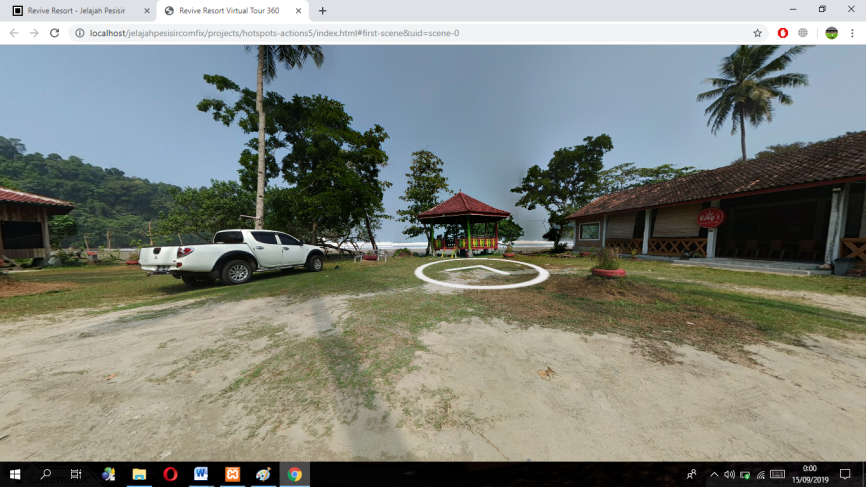 Revive Resort - Jelajah Pesisir
Revive Resort Virtual Tour 360
localhost/jelajahpesisircomfix/projects/hotspots-actions5/index.html#first-scene&uid=scene-0
King's
0:00
15/09/2019